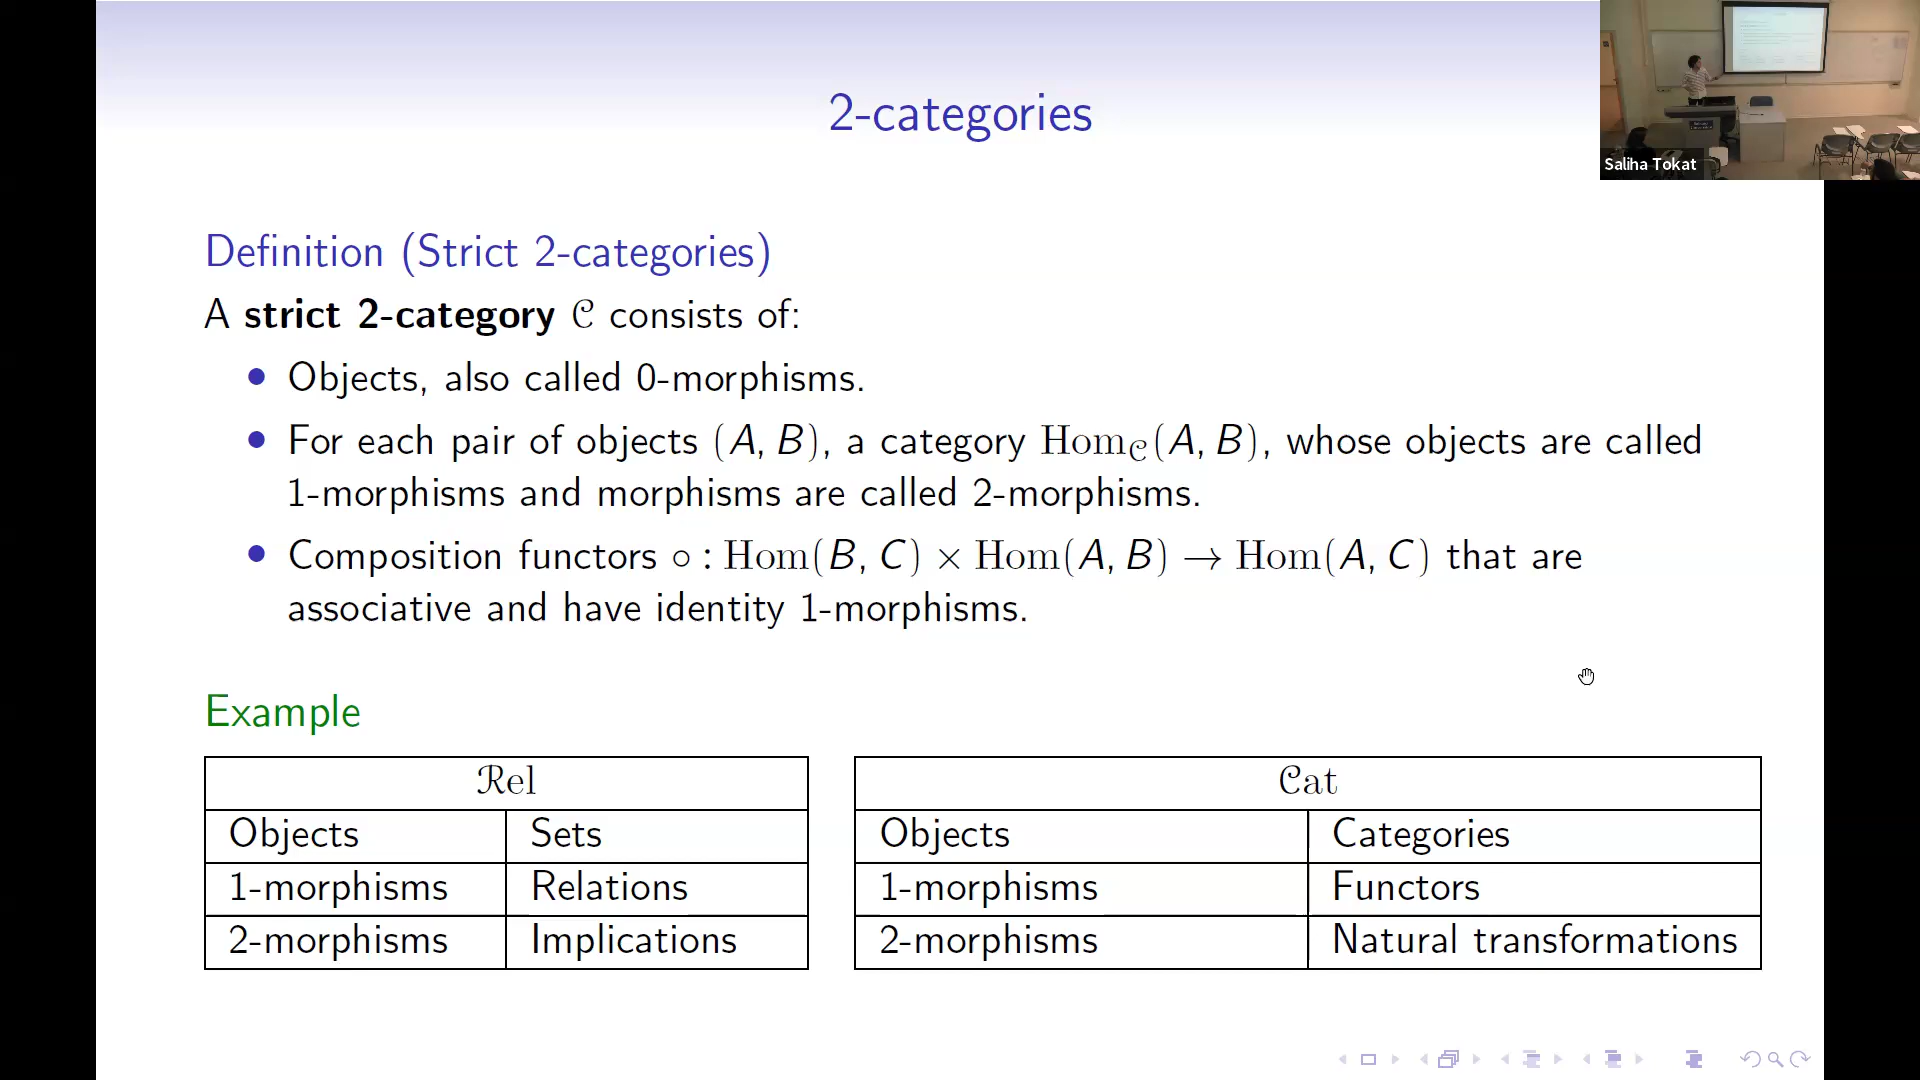 2-categories
Saliha Tokat
Definition (Strict 2-categories)
A strict 2-category 𝒞 consists of:
• Objects, also called 0-morphisms.
• For each pair of objects (A, B), a category Hom𝒞(A, B), whose objects are called
1-morphisms and morphisms are called 2-morphisms.
• Composition functors ∘ : Hom(B, C) × Hom(A, B) → Hom(A, C) that are
associative and have identity 1-morphisms.
Example
ℛel
Objects Sets
1-morphisms Relations
2-morphisms Implications
𝒞at
Objects Categories
1-morphisms Functors
2-morphisms Natural transformations